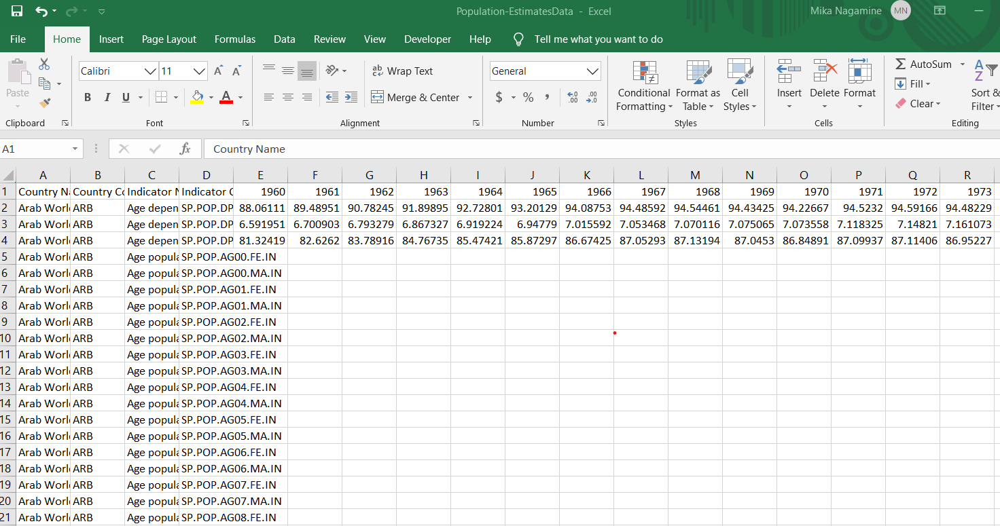 Population-EstimatesData - Excel Mika Nagamine MN
File Home Insert Page Layout Formulas Data Review View Developer Help Tell me what you want to do
Calibri 11 ab Wrap Text General AutoSum A
Paste Conditional Format as Cell Insert Delete Format Fill Z Sort &
B I U A Merge & Center $ % , .00 .0 Formatting Table Styles Clear Filter
Clipboard Font Alignment Number Styles Cells Editing
A1 fx Country Name
A B C D E F G H I J K L M N O P Q R
1 Country Na Country Co Indicator N Indicator C 1960 1961 1962 1963 1964 1965 1966 1967 1968 1969 1970 1971 1972 1973
2 Arab Worl ARB Age depen SP.POP.DP 88.06111 89.48951 90.78245 91.89895 92.72801 93.20129 94.08753 94.48592 94.54461 94.43425 94.22667 94.5232 94.59166 94.48229
3 Arab Worl ARB Age depen SP.POP.DP 6.591951 6.700903 6.793279 6.867327 6.919224 6.94779 7.015592 7.053468 7.070116 7.075065 7.073558 7.118325 7.14821 7.161073
4 Arab Worl ARB Age depen SP.POP.DP 81.32419 82.6262 83.78916 84.76735 85.47421 85.87297 86.67425 87.05293 87.13194 87.0453 86.84891 87.09937 87.11406 86.95227
5 Arab Worl ARB Age popula SP.POP.AG00.FE.IN
6 Arab Worl ARB Age popula SP.POP.AG00.MA.IN
7 Arab Worl ARB Age popula SP.POP.AG01.FE.IN
8 Arab Worl ARB Age popula SP.POP.AG01.MA.IN
9 Arab Worl ARB Age popula SP.POP.AG02.FE.IN
10 Arab Worl ARB Age popula SP.POP.AG02.MA.IN
11 Arab Worl ARB Age popula SP.POP.AG03.FE.IN
12 Arab Worl ARB Age popula SP.POP.AG03.MA.IN
13 Arab Worl ARB Age popula SP.POP.AG04.FE.IN
14 Arab Worl ARB Age popula SP.POP.AG04.MA.IN
15 Arab Worl ARB Age popula SP.POP.AG05.FE.IN
16 Arab Worl ARB Age popula SP.POP.AG05.MA.IN
17 Arab Worl ARB Age popula SP.POP.AG06.FE.IN
18 Arab Worl ARB Age popula SP.POP.AG06.MA.IN
19 Arab Worl ARB Age popula SP.POP.AG07.FE.IN
20 Arab Worl ARB Age popula SP.POP.AG07.MA.IN
21 Arab Worl ARB Age popula SP.POP.AG08.FE.IN